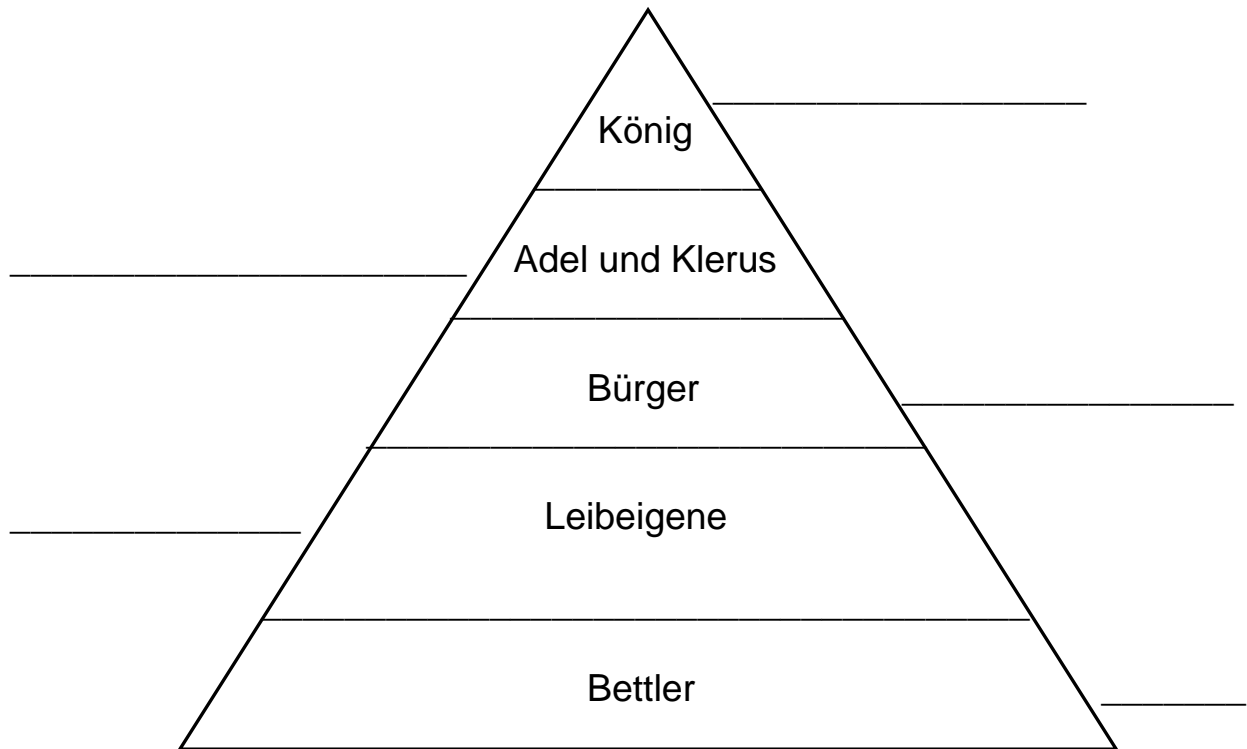 König
Adel und Klerus
Bürger
Leibeigene
Bettler